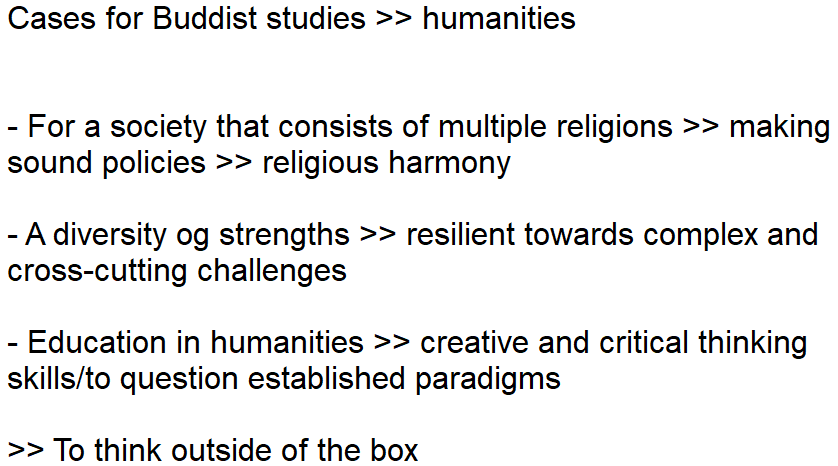 Cases for Buddist studies >> humanities
- For a society that consists of multiple religions >> making
sound policies >> religious harmony
- A diversity og strengths >> resilient towards complex and
cross-cutting challenges
- Education in humanities >> creative and critical thinking
skills/to question established paradigms
>> To think outside of the box